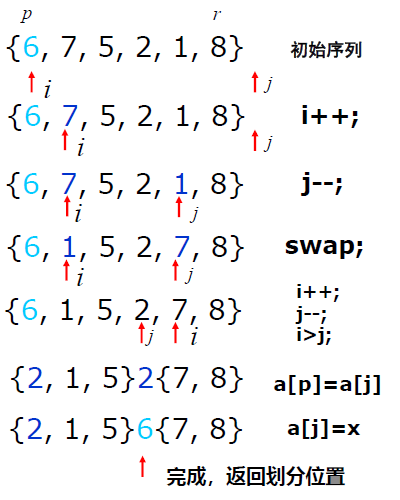 p r
{6, 7, 5, 2, 1, 8} 初始序列
i j
{6, 7, 5, 2, 1, 8} i++;
i j
{6, 7, 5, 2, 1, 8} j--;
i j
{6, 1, 5, 2, 7, 8} swap;
i j
{6, 1, 5, 2, 7, 8} i++;
j--;
i>j;
j i
{2, 1, 5}2{7, 8} a[p]=a[j]
{2, 1, 5}6{7, 8} a[j]=x
完成，返回划分位置